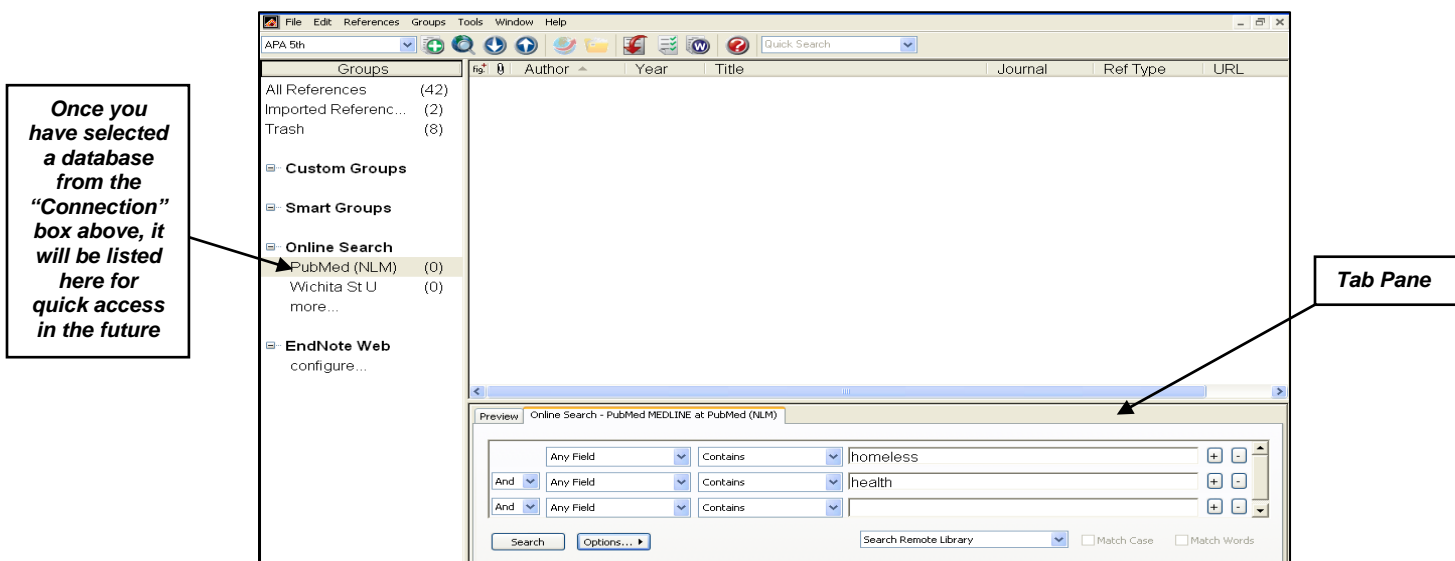 File Edit References Groups Tools Window Help
APA 5th
Quick Search
Groups
fig. Author Year Title Journal Ref Type URL
All References (42)
Imported Referenc... (2)
Trash (8)
Custom Groups
Smart Groups
Online Search
PubMed (NLM) (0)
Wichita St U (0)
more...
EndNote Web
configure...
Once you
have selected
a database
from the
“Connection”
box above, it
will be listed
here for
quick access
in the future
Tab Pane
Preview Online Search - PubMed MEDLINE at PubMed (NLM)
Any Field Contains homeless + -
And Any Field Contains health + -
And Any Field Contains + -
Search Options... Search Remote Library Match Case Match Words